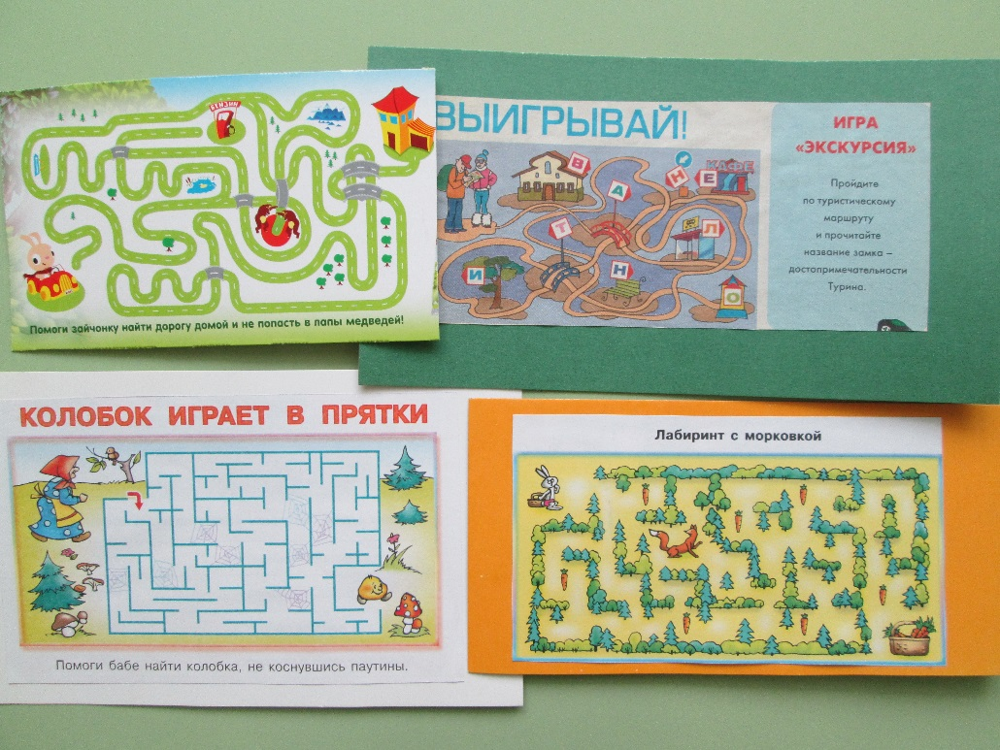 БЕНЗИН
Помоги зайчонку найти дорогу домой и не попасть в лапы медведей!
ВЫИГРЫВАЙ!
КАФЕ
В
А
Н
Е
Т
Л
И
Н
О
ИГРА
«ЭКСКУРСИЯ»
Пройдите
по туристическому
маршруту
и прочитайте
название замка –
достопримечательности
Турина.
КОЛОБОК ИГРАЕТ В ПРЯТКИ
Помоги бабе найти колобка, не коснувшись паутины.
Лабиринт с морковкой